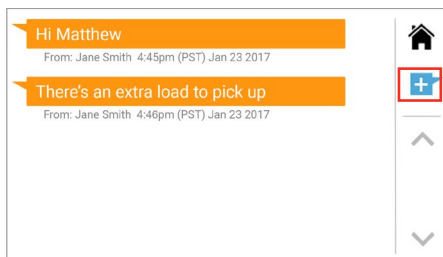 Hi Matthew
From: Jane Smith 4:45pm (PST) Jan 23 2017
There's an extra load to pick up
From: Jane Smith 4:46pm (PST) Jan 23 2017